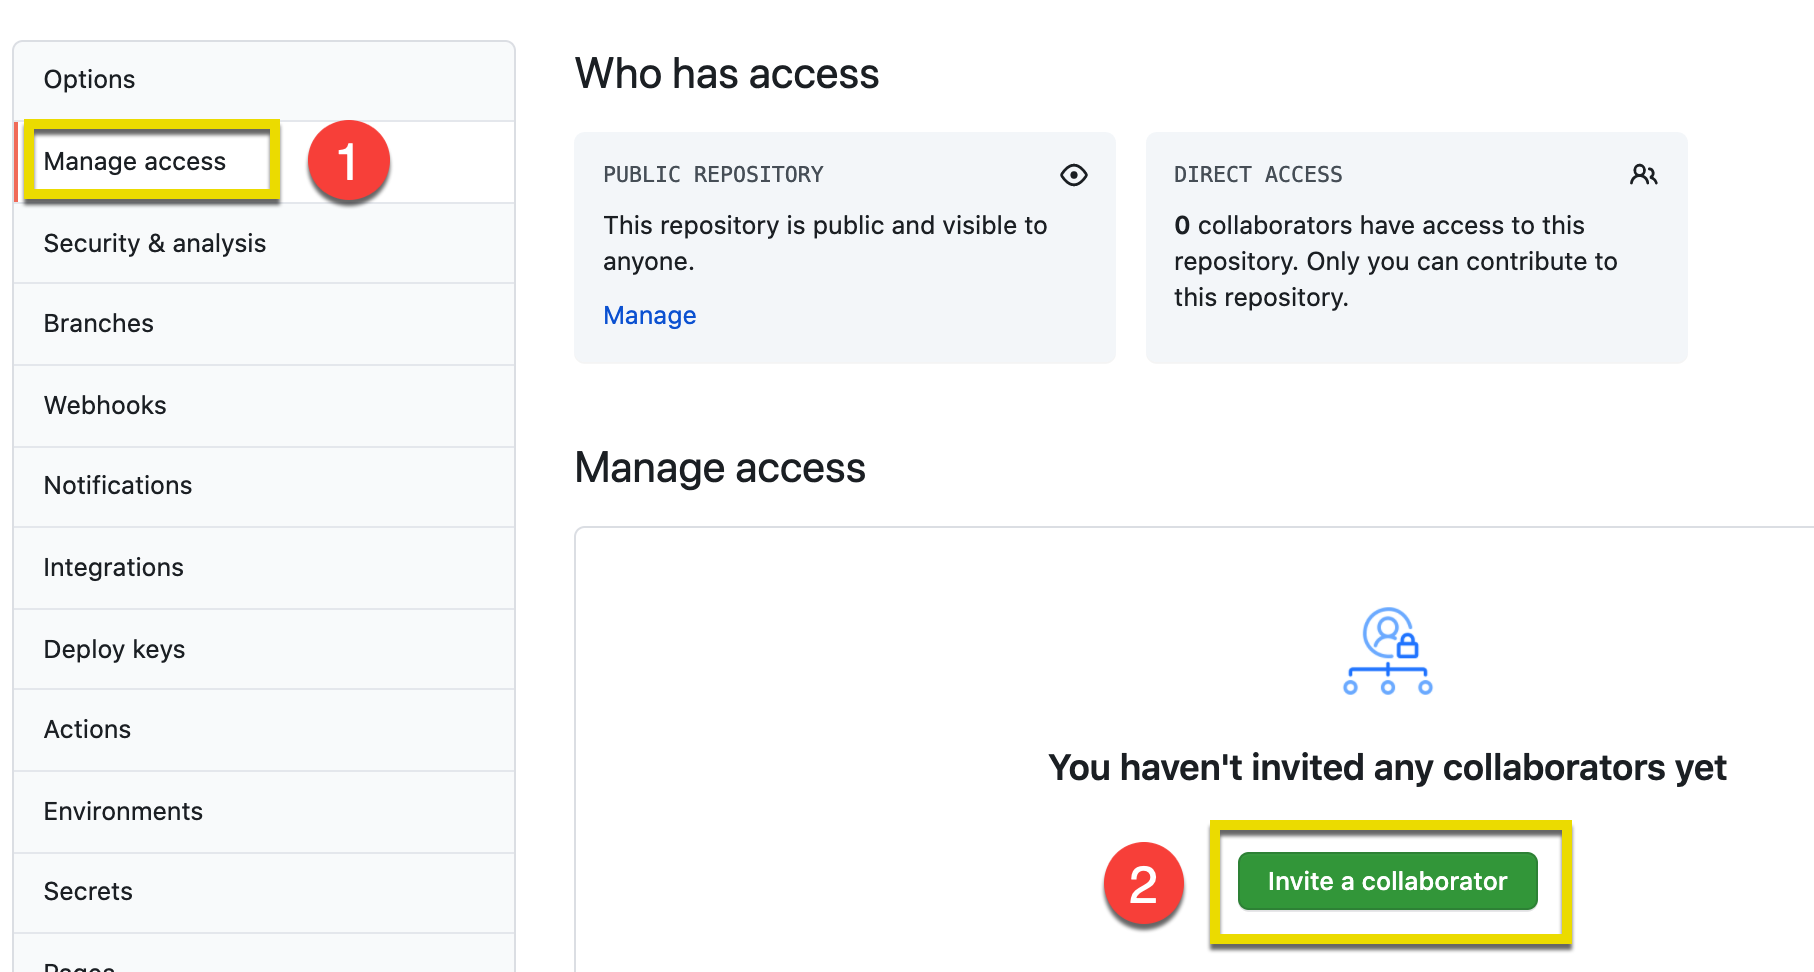 Options
Manage access
1
Security & analysis
Branches
Webhooks
Notifications
Integrations
Deploy keys
Actions
Environments
Secrets
Pages
Who has access
PUBLIC REPOSITORY
This repository is public and visible to
anyone.
Manage
DIRECT ACCESS
0 collaborators have access to this
repository. Only you can contribute to
this repository.
Manage access
You haven't invited any collaborators yet
2
Invite a collaborator